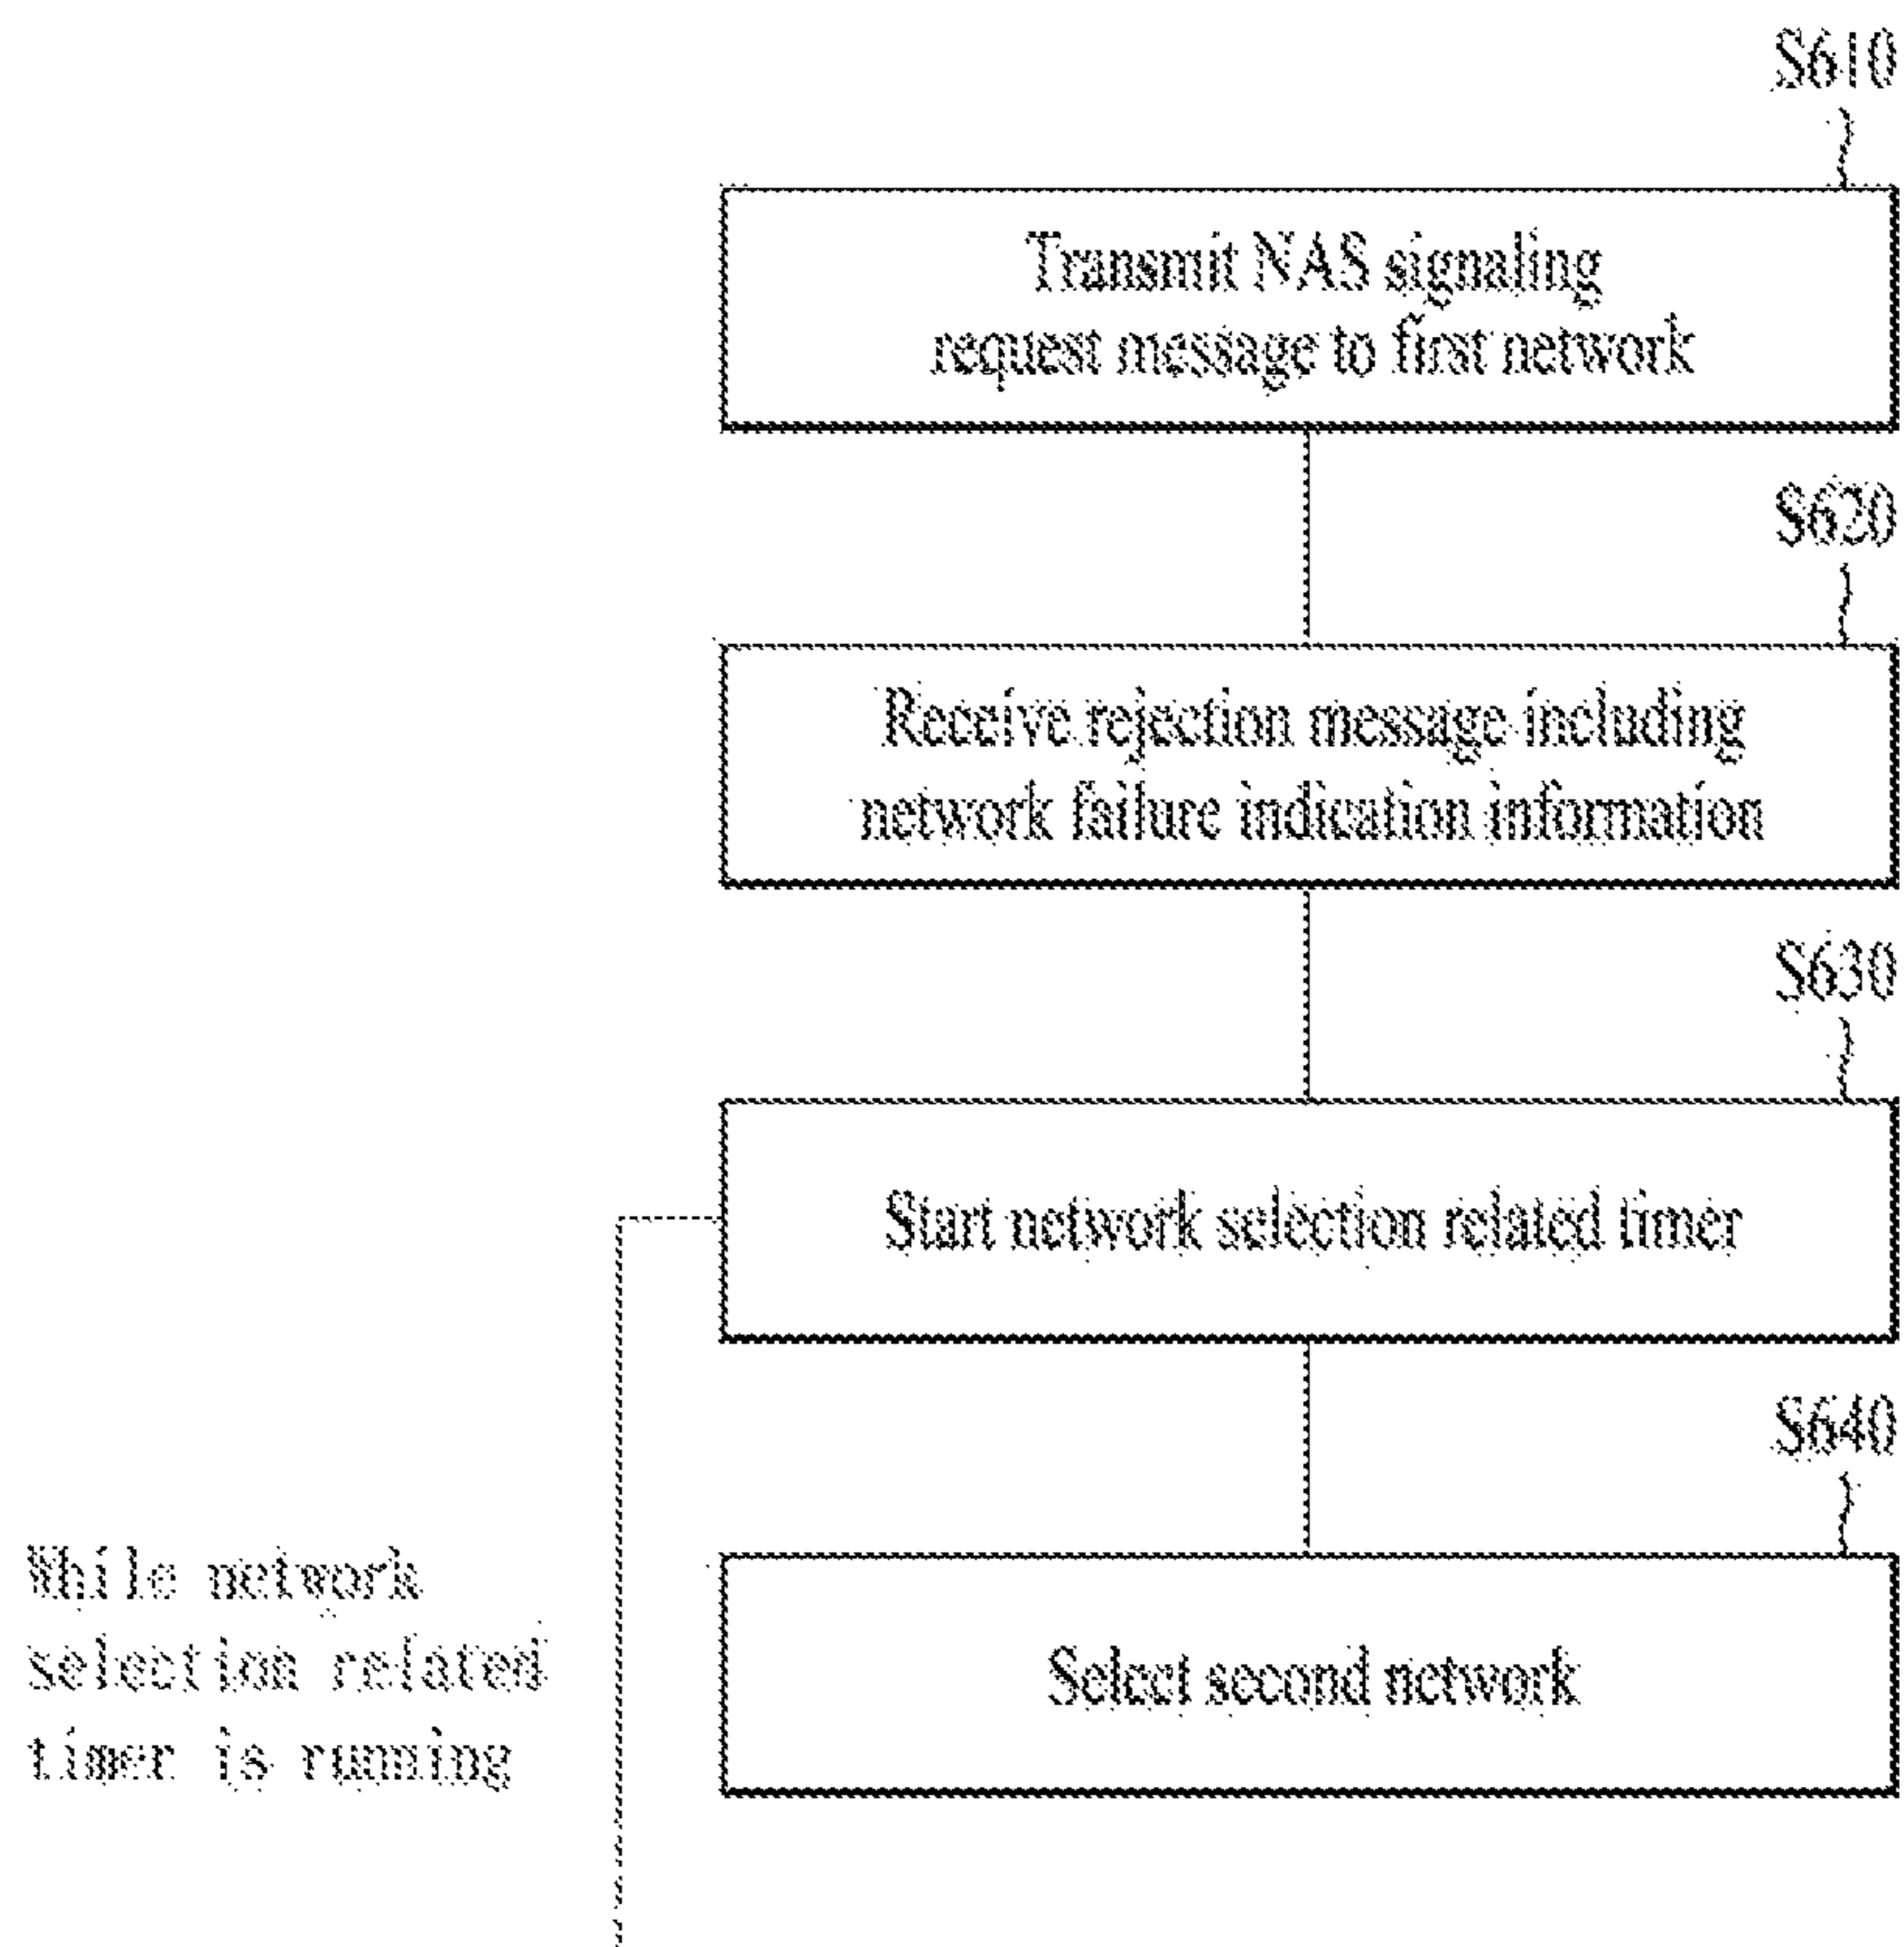 S610
Transmit NAS signaling
request message to first network
S620
Receive rejection message including
network failure indication information
S630
Start network selection related timer
S640
While network
selection related
timer is running
Select second network